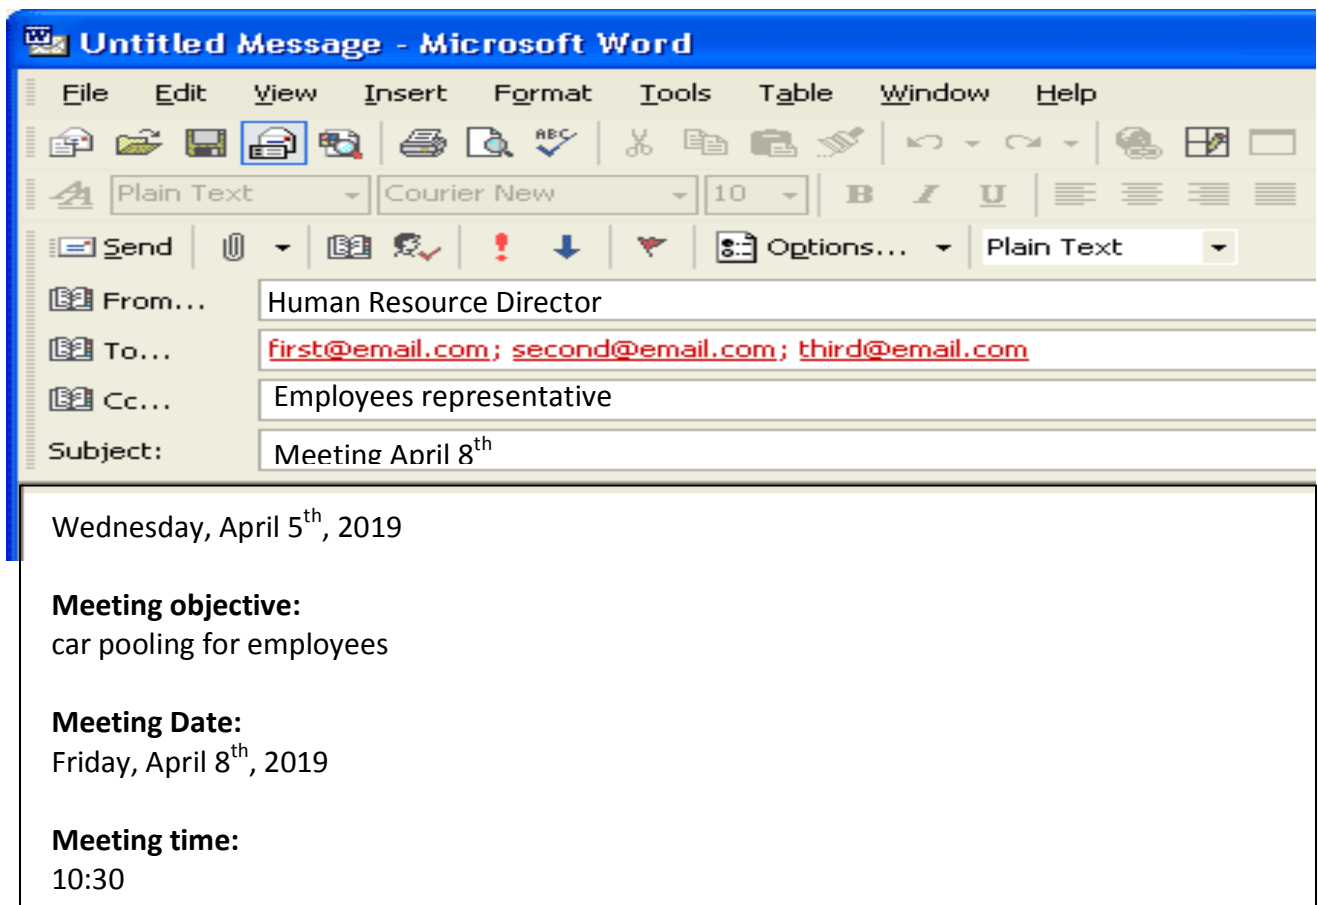 Untitled Message - Microsoft Word
File Edit View Insert Format Tools Table Window Help
ABC
Plain Text Courier New 10 B I U
Send Options... Plain Text
From... Human Resource Director
To... first@email.com; second@email.com; third@email.com
Cc... Employees representative
Subject: Meeting April 8th
Wednesday, April 5th, 2019
Meeting objective:
car pooling for employees
Meeting Date:
Friday, April 8th, 2019
Meeting time:
10:30